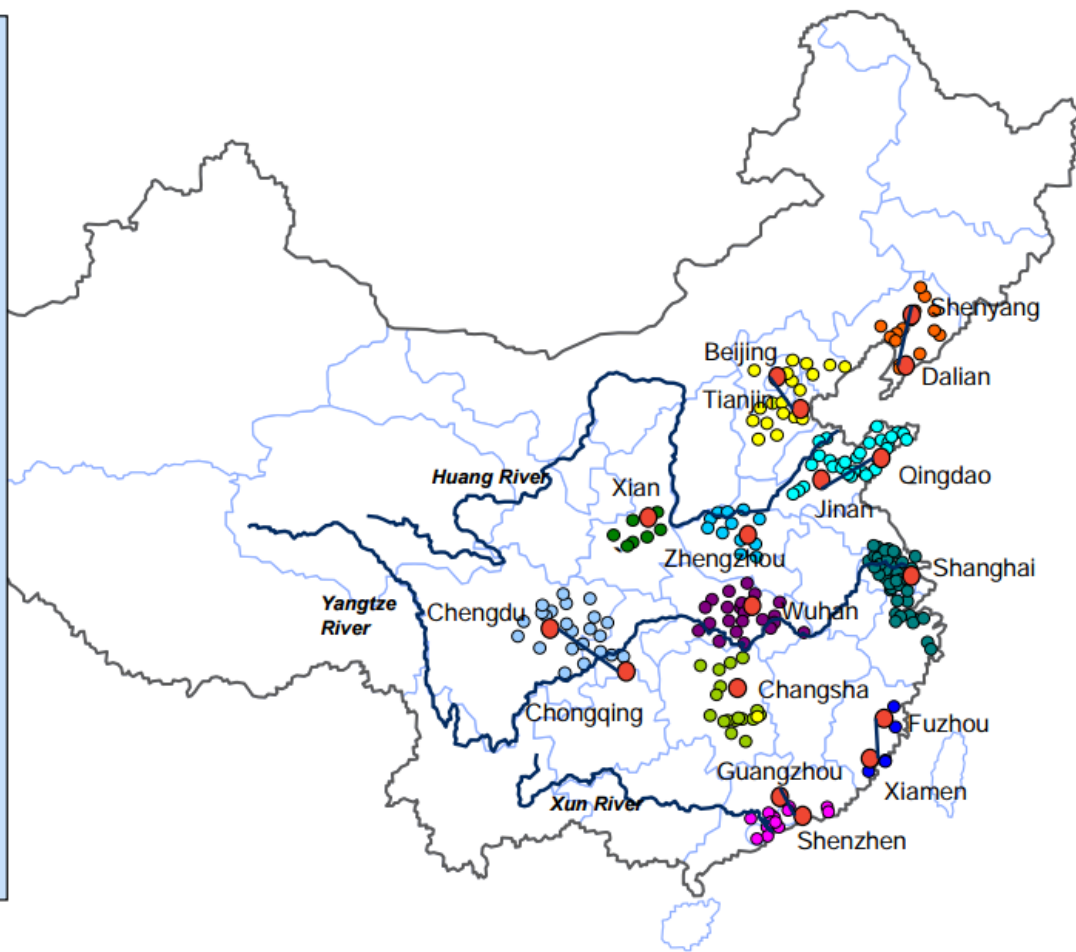 Shenyang
Beijing
Dalian
Tianjin
Huang River
Qingdao
Xian
Jinan
Zhengzhou
Shanghai
Yangtze
River
Chengdu
Wuhan
Changsha
Chongqing
Fuzhou
Guangzhou
Xiamen
Xun River
Shenzhen